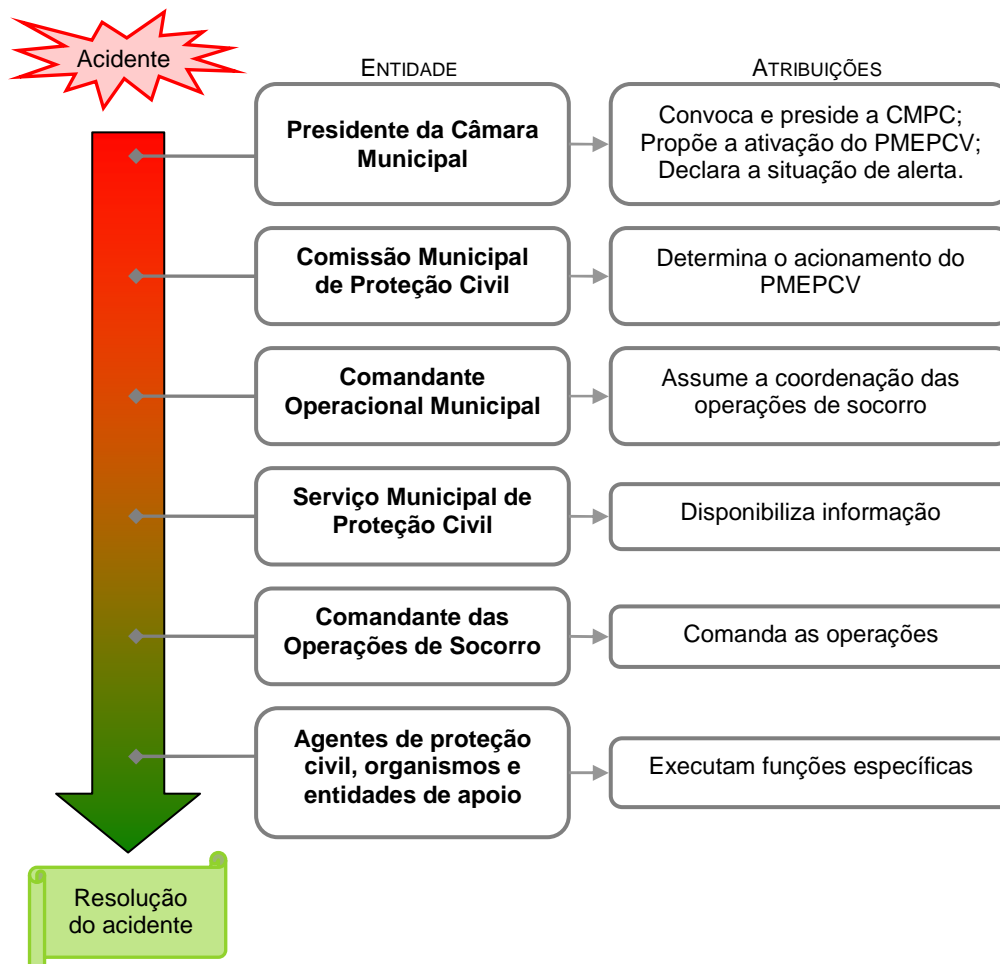 Acidente
ENTIDADE
ATRIBUIÇÕES
Presidente da Câmara
Municipal
Convoca e preside a CMPC;
Propõe a ativação do PMEPCV;
Declara a situação de alerta.
Comissão Municipal
de Proteção Civil
Determina o acionamento do
PMEPCV
Comandante
Operacional Municipal
Assume a coordenação das
operações de socorro
Serviço Municipal de
Proteção Civil
Disponibiliza informação
Comandante das
Operações de Socorro
Comanda as operações
Agentes de proteção
civil, organismos e
entidades de apoio
Executam funções específicas
Resolução
do acidente